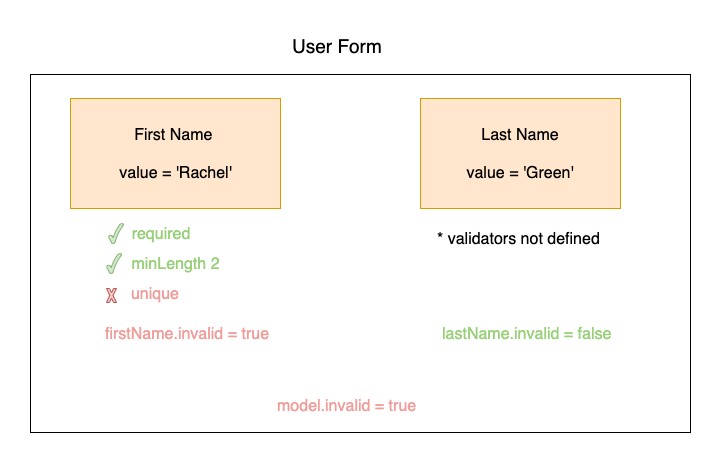 User Form
First Name
value = 'Rachel'
Last Name
value = 'Green'
required
minLength 2
unique
firstName.invalid = true
* validators not defined
lastName.invalid = false
model.invalid = true